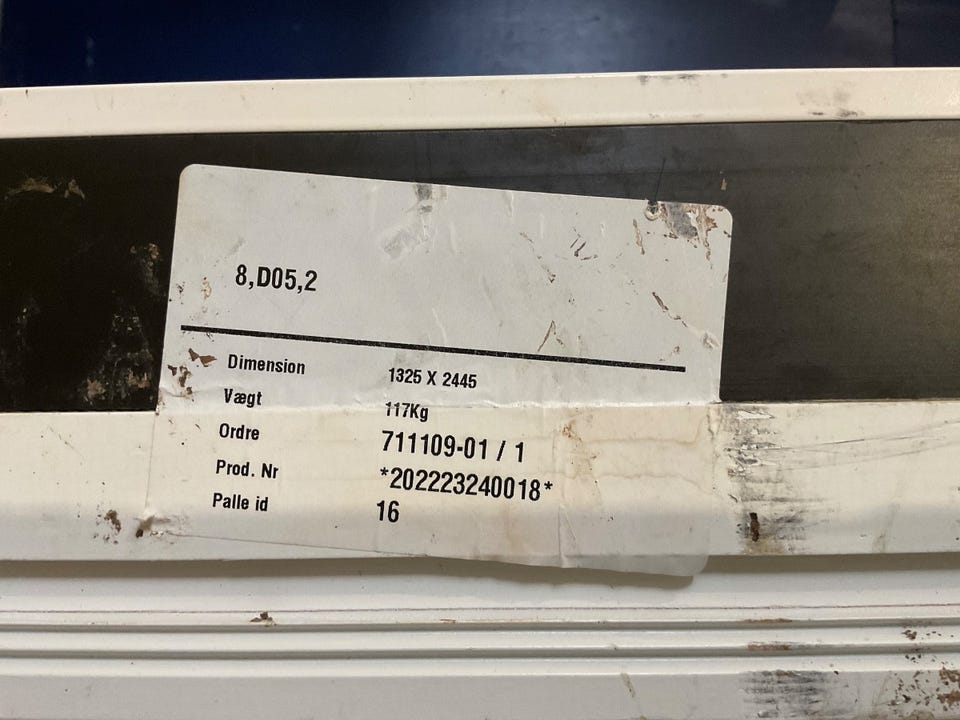 8,D05,2
Dimension 1325 X 2445
Vægt 117Kg
Ordre 711109-01 / 1
Prod. Nr *202223240018*
Palle id 16